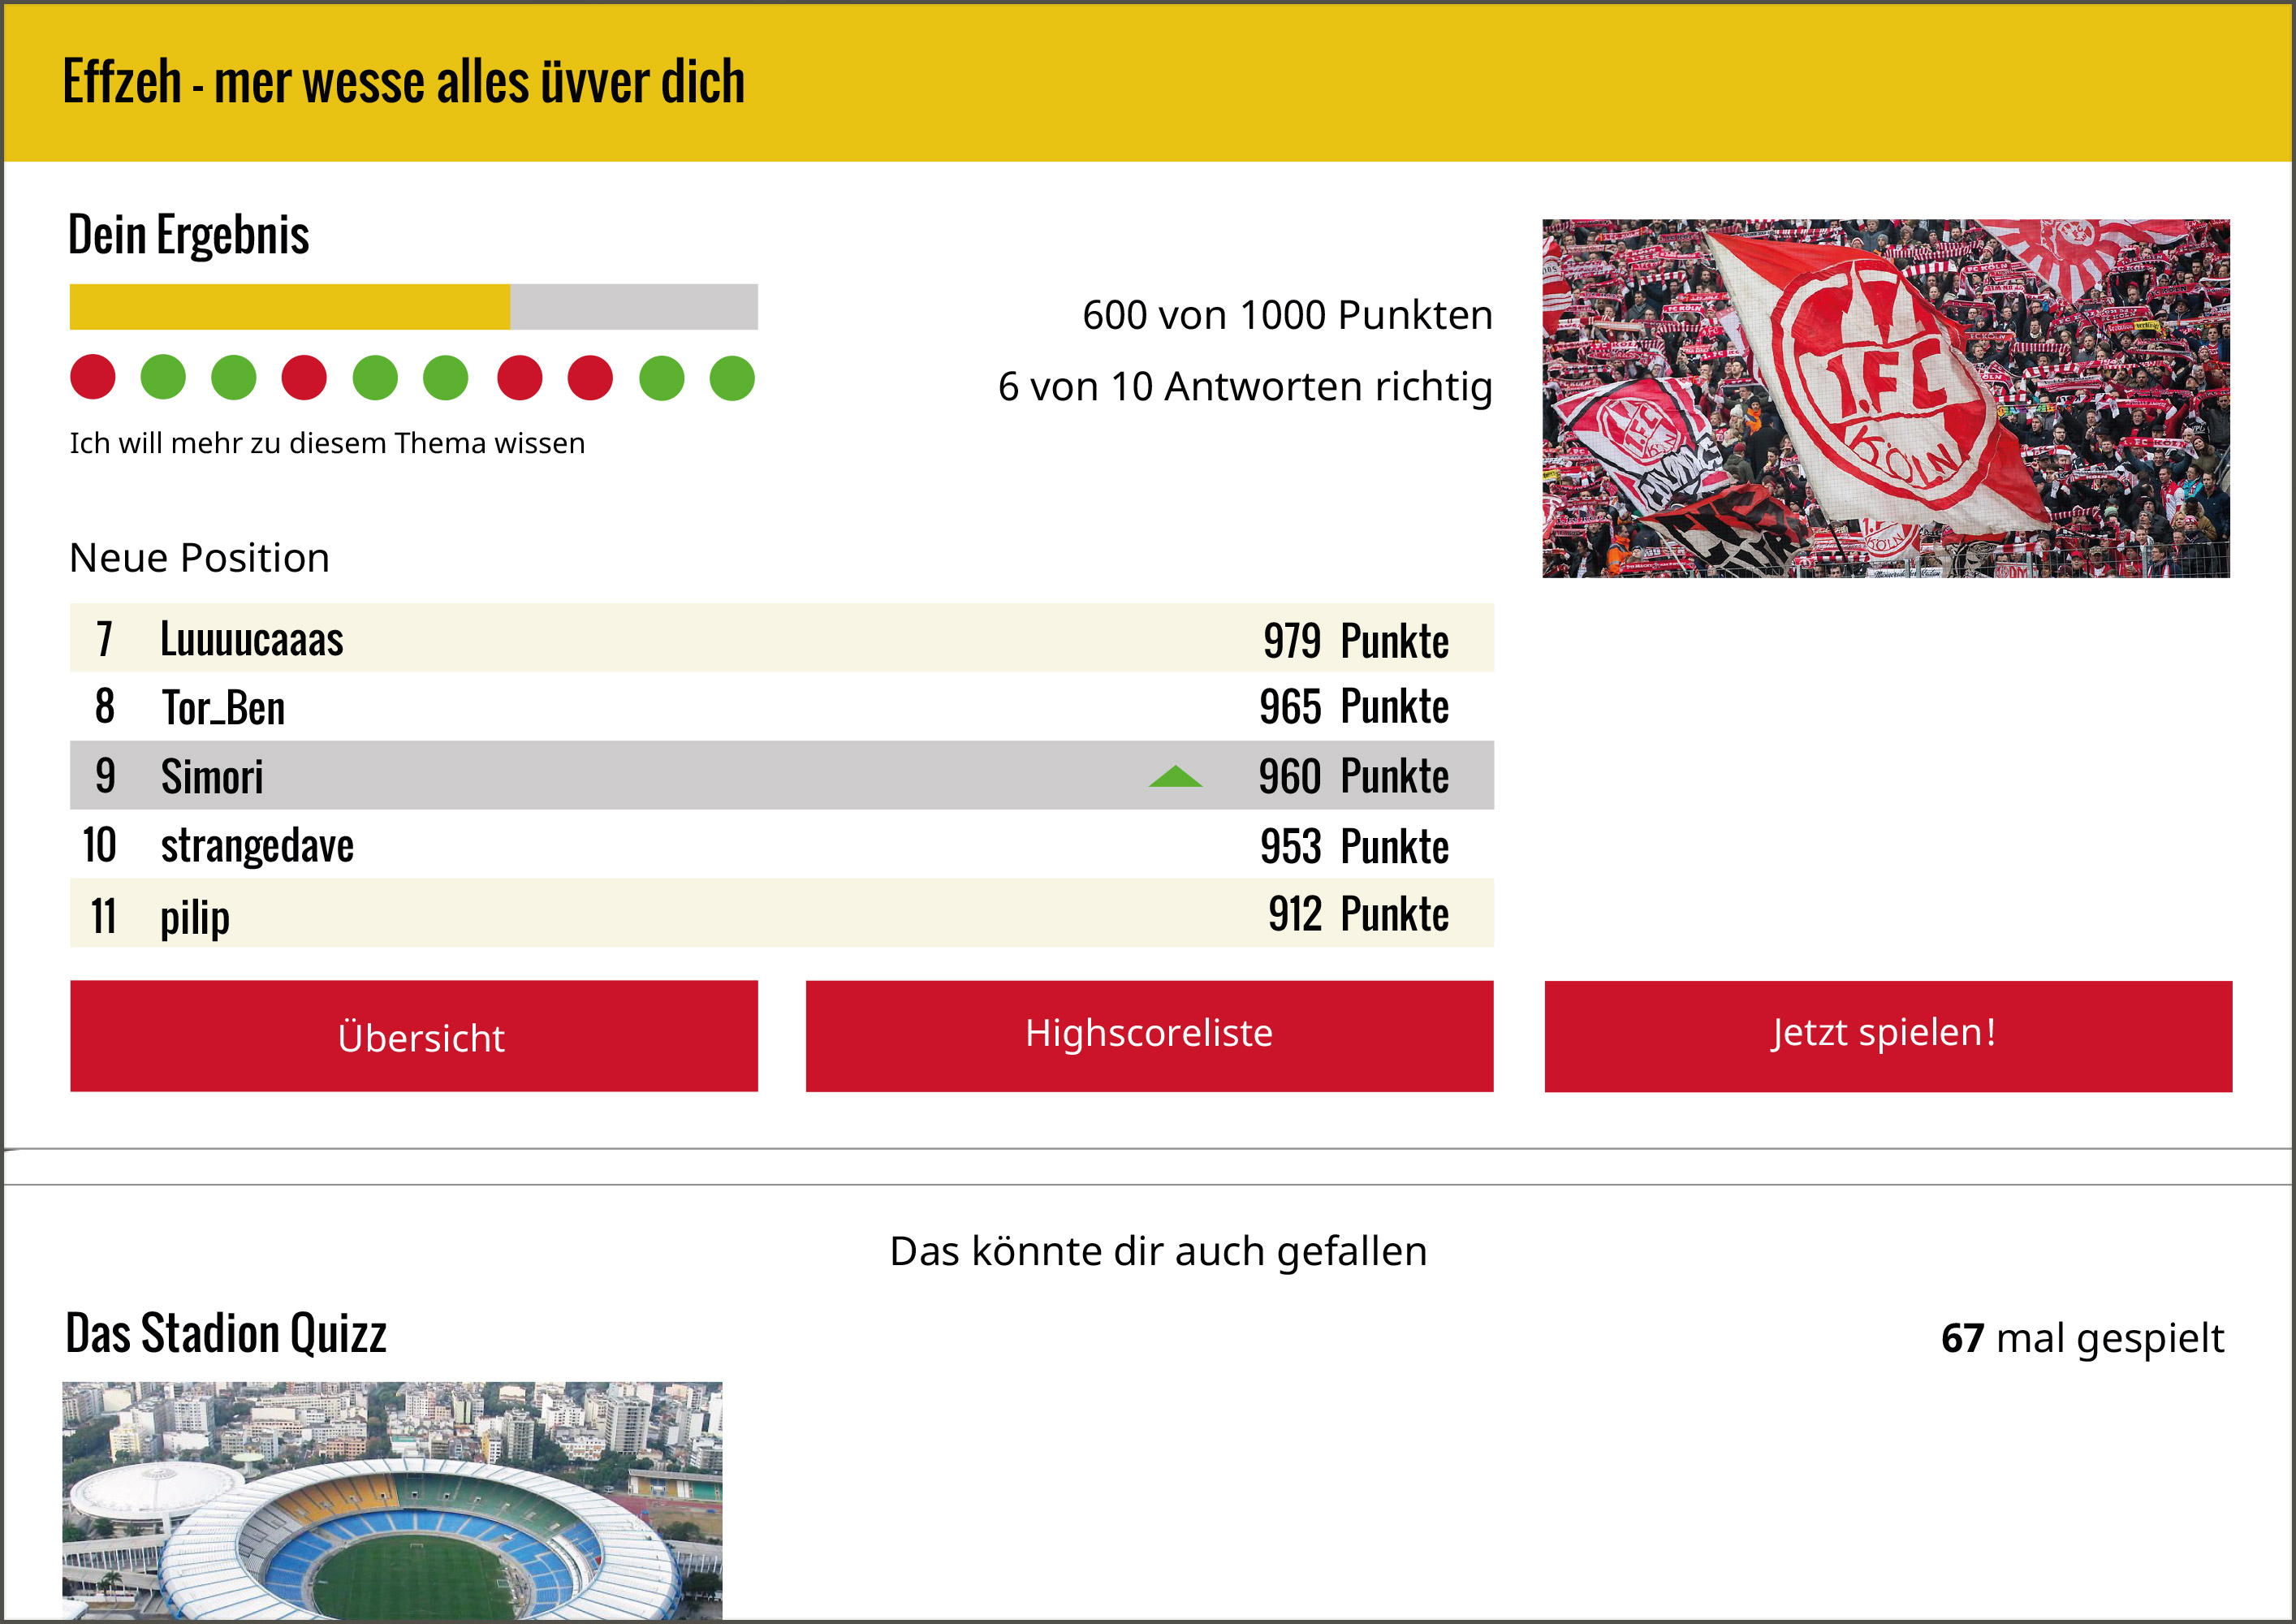 Effzeh - mer wesse alles üvver dich
Dein Ergebnis
600 von 1000 Punkten
6 von 10 Antworten richtig
Ich will mehr zu diesem Thema wissen
1.FC
KÖLN
1.FC
KÖLN
Neue Position
7 Luuuucaaas 979 Punkte
8 Tor_Ben 965 Punkte
9 Simori 960 Punkte
10 strangedave 953 Punkte
11 pilip 912 Punkte
Übersicht
Highscoreliste
Jetzt spielen!
Das könnte dir auch gefallen
Das Stadion Quizz
67 mal gespielt